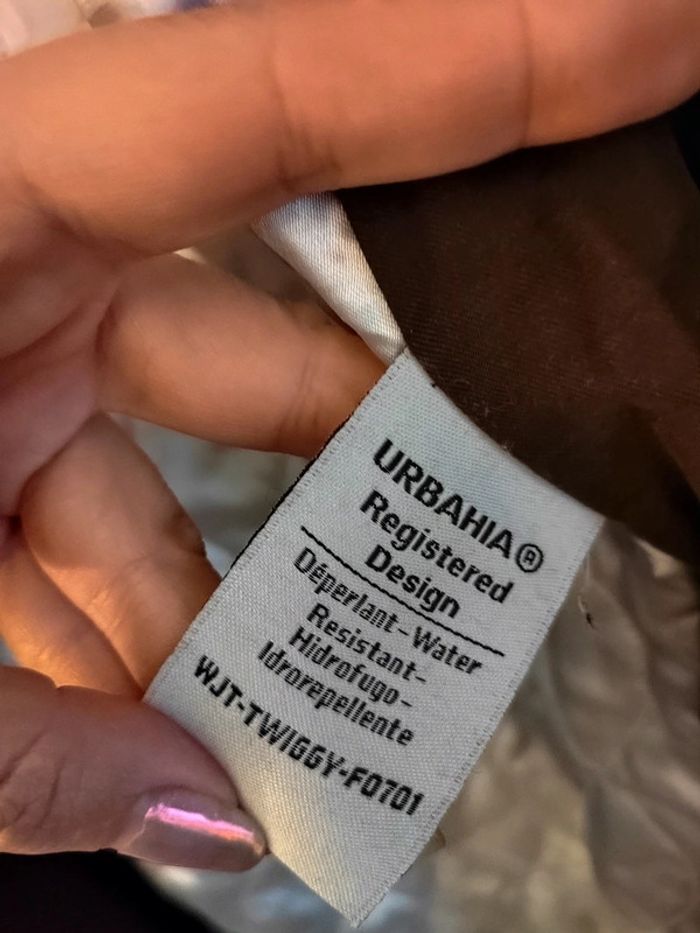 URBAHIA®
Registered
Design
Déperlant-Water
Resistant-
Hidrofugo-
Idrorepellente
WJT-TWIGGY-F0701